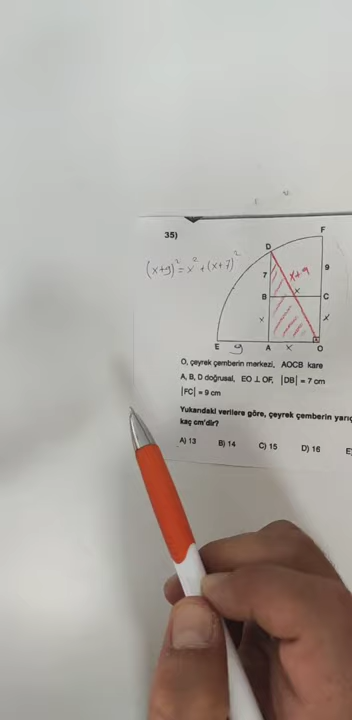 35)
(x+9)² = x² + (x+7)²
F
D
7
x+9
9
B
x
C
x
x
E
9
A
x
O
O, çeyrek çemberin merkezi, AOCB kare
A, B, D doğrusal, EO ⊥ OF, |DB| = 7 cm
|FC| = 9 cm
Yukarıdaki verilere göre, çeyrek çemberin yarıç
kaç cm'dir?
A) 13 B) 14 C) 15 D) 16 E)